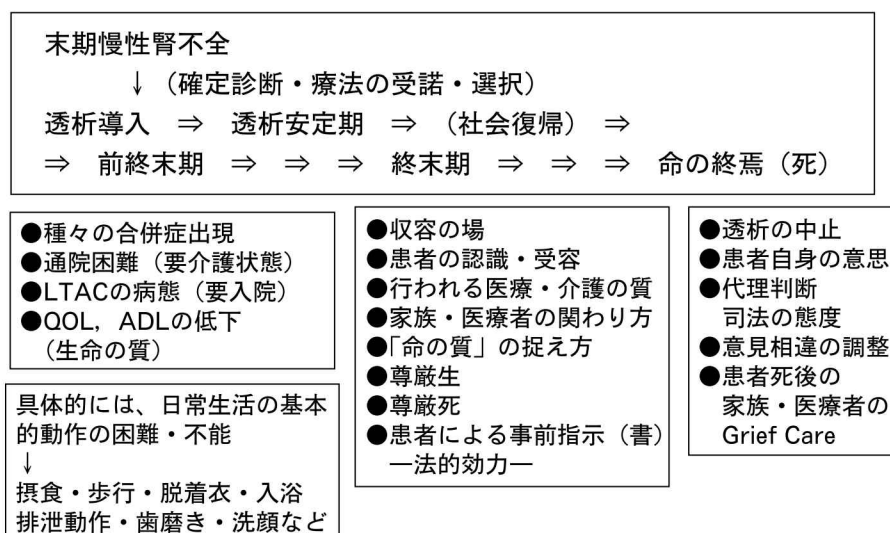 末期慢性腎不全
↓（確定診断・療法の受諾・選択）
透析導入 ⇒ 透析安定期 ⇒ （社会復帰） ⇒
⇒ 前終末期 ⇒ ⇒ ⇒ 終末期 ⇒ ⇒ ⇒ 命の終焉（死）
●種々の合併症出現
●通院困難（要介護状態）
●LTACの病態（要入院）
●QOL，ADLの低下
（生命の質）
具体的には、日常生活の基本
的動作の困難・不能
↓
摂食・歩行・脱着衣・入浴
排泄動作・歯磨き・洗顔など
●収容の場
●患者の認識・受容
●行われる医療・介護の質
●家族・医療者の関わり方
●「命の質」の捉え方
●尊厳生
●尊厳死
●患者による事前指示（書）
―法的効力―
●透析の中止
●患者自身の意思
●代理判断
司法の態度
●意見相違の調整
●患者死後の
家族・医療者の
Grief Care